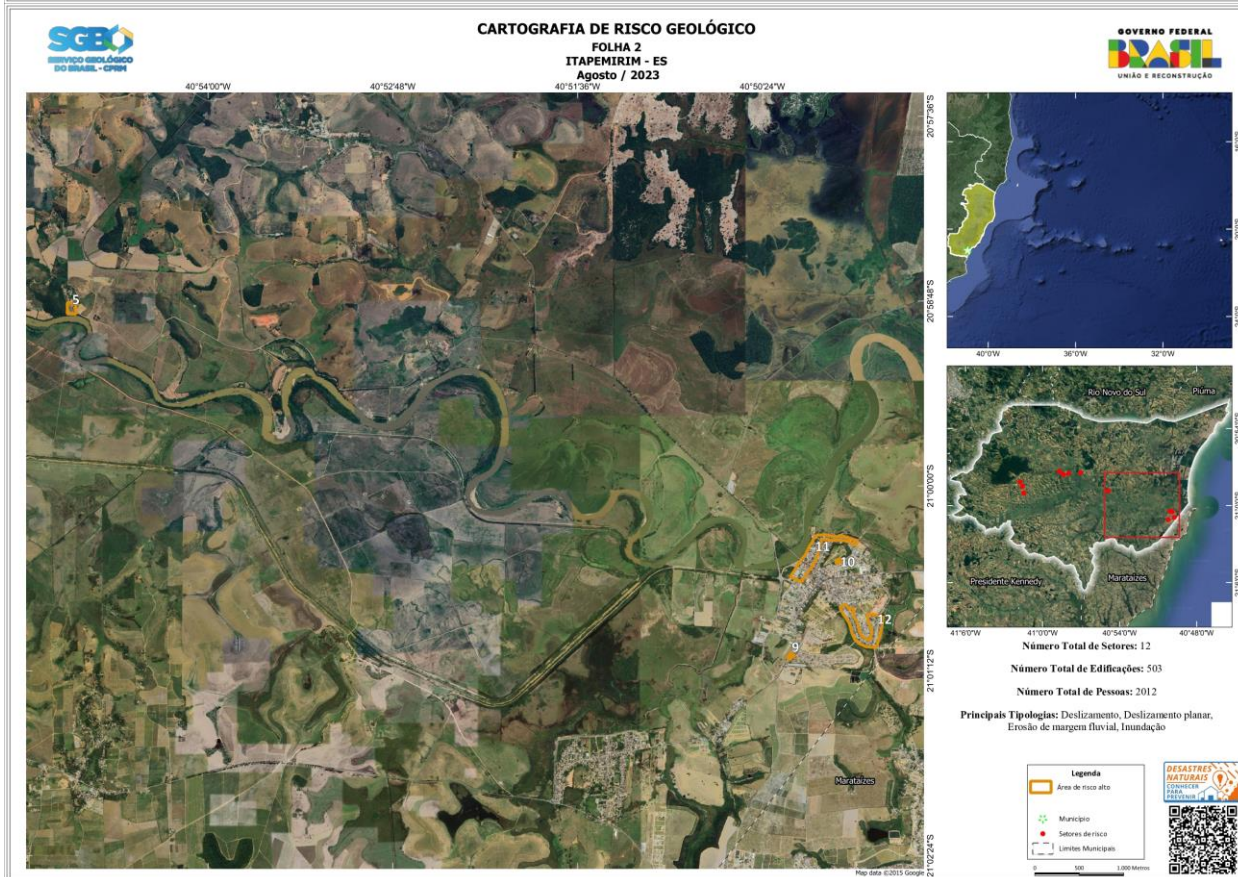 SGB
SERVIÇO GEOLÓGICO
DO BRASIL - CPRM
CARTOGRAFIA DE RISCO GEOLÓGICO
FOLHA 2
ITAPEMIRIM - ES
Agosto / 2023
GOVERNO FEDERAL
BRASIL
UNIÃO E RECONSTRUÇÃO
40°54'00"W
40°52'48"W
40°51'36"W
40°50'24"W
20°57'36"S
20°58'48"S
21°00'00"S
21°01'12"S
21°02'24"S
5
11
10
12
9
Marataízes
Map data ©2015 Google
40°0'W
36°0'W
32°0'W
Rio Novo do Sul
Piúma
Presidente Kennedy
Marataízes
41°6'0"W
41°0'0"W
40°54'0"W
40°48'0"W
Número Total de Setores: 12
Número Total de Edificações: 503
Número Total de Pessoas: 2012
Principais Tipologias: Deslizamento, Deslizamento planar,
Erosão de margem fluvial, Inundação
Legenda
Área de risco alto
Município
Setores de risco
Limites Municipais
0 500 1.000 Metros
DESASTRES
NATURAIS
CONHECER
PARA
PREVENIR